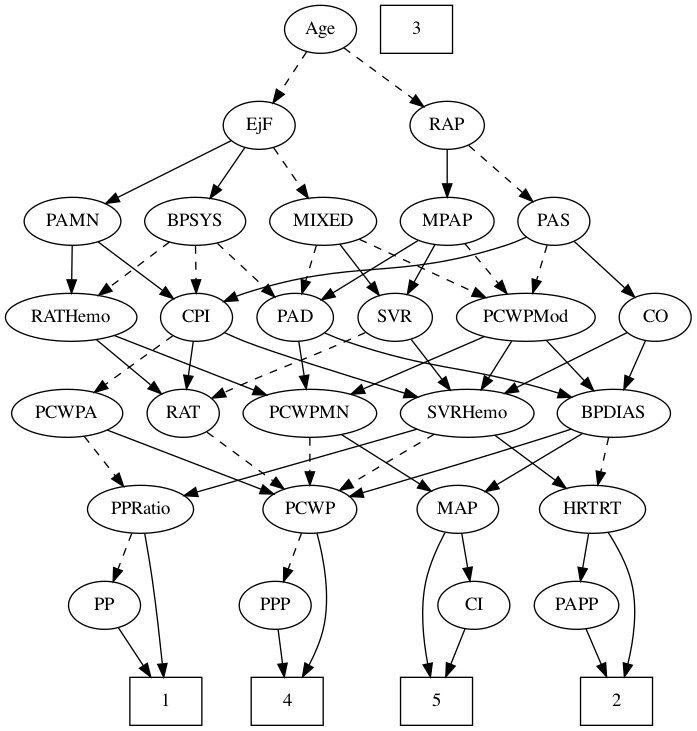 Age 3
EjF RAP
PAMN BPSYS MIXED MPAP PAS
RATHemo CPI PAD SVR PCWPMod CO
PCWPA RAT PCWPMN SVRHemo BPDIAS
PPRatio PCWP MAP HRTRT
PP PPP CI PAPP
1 4 5 2